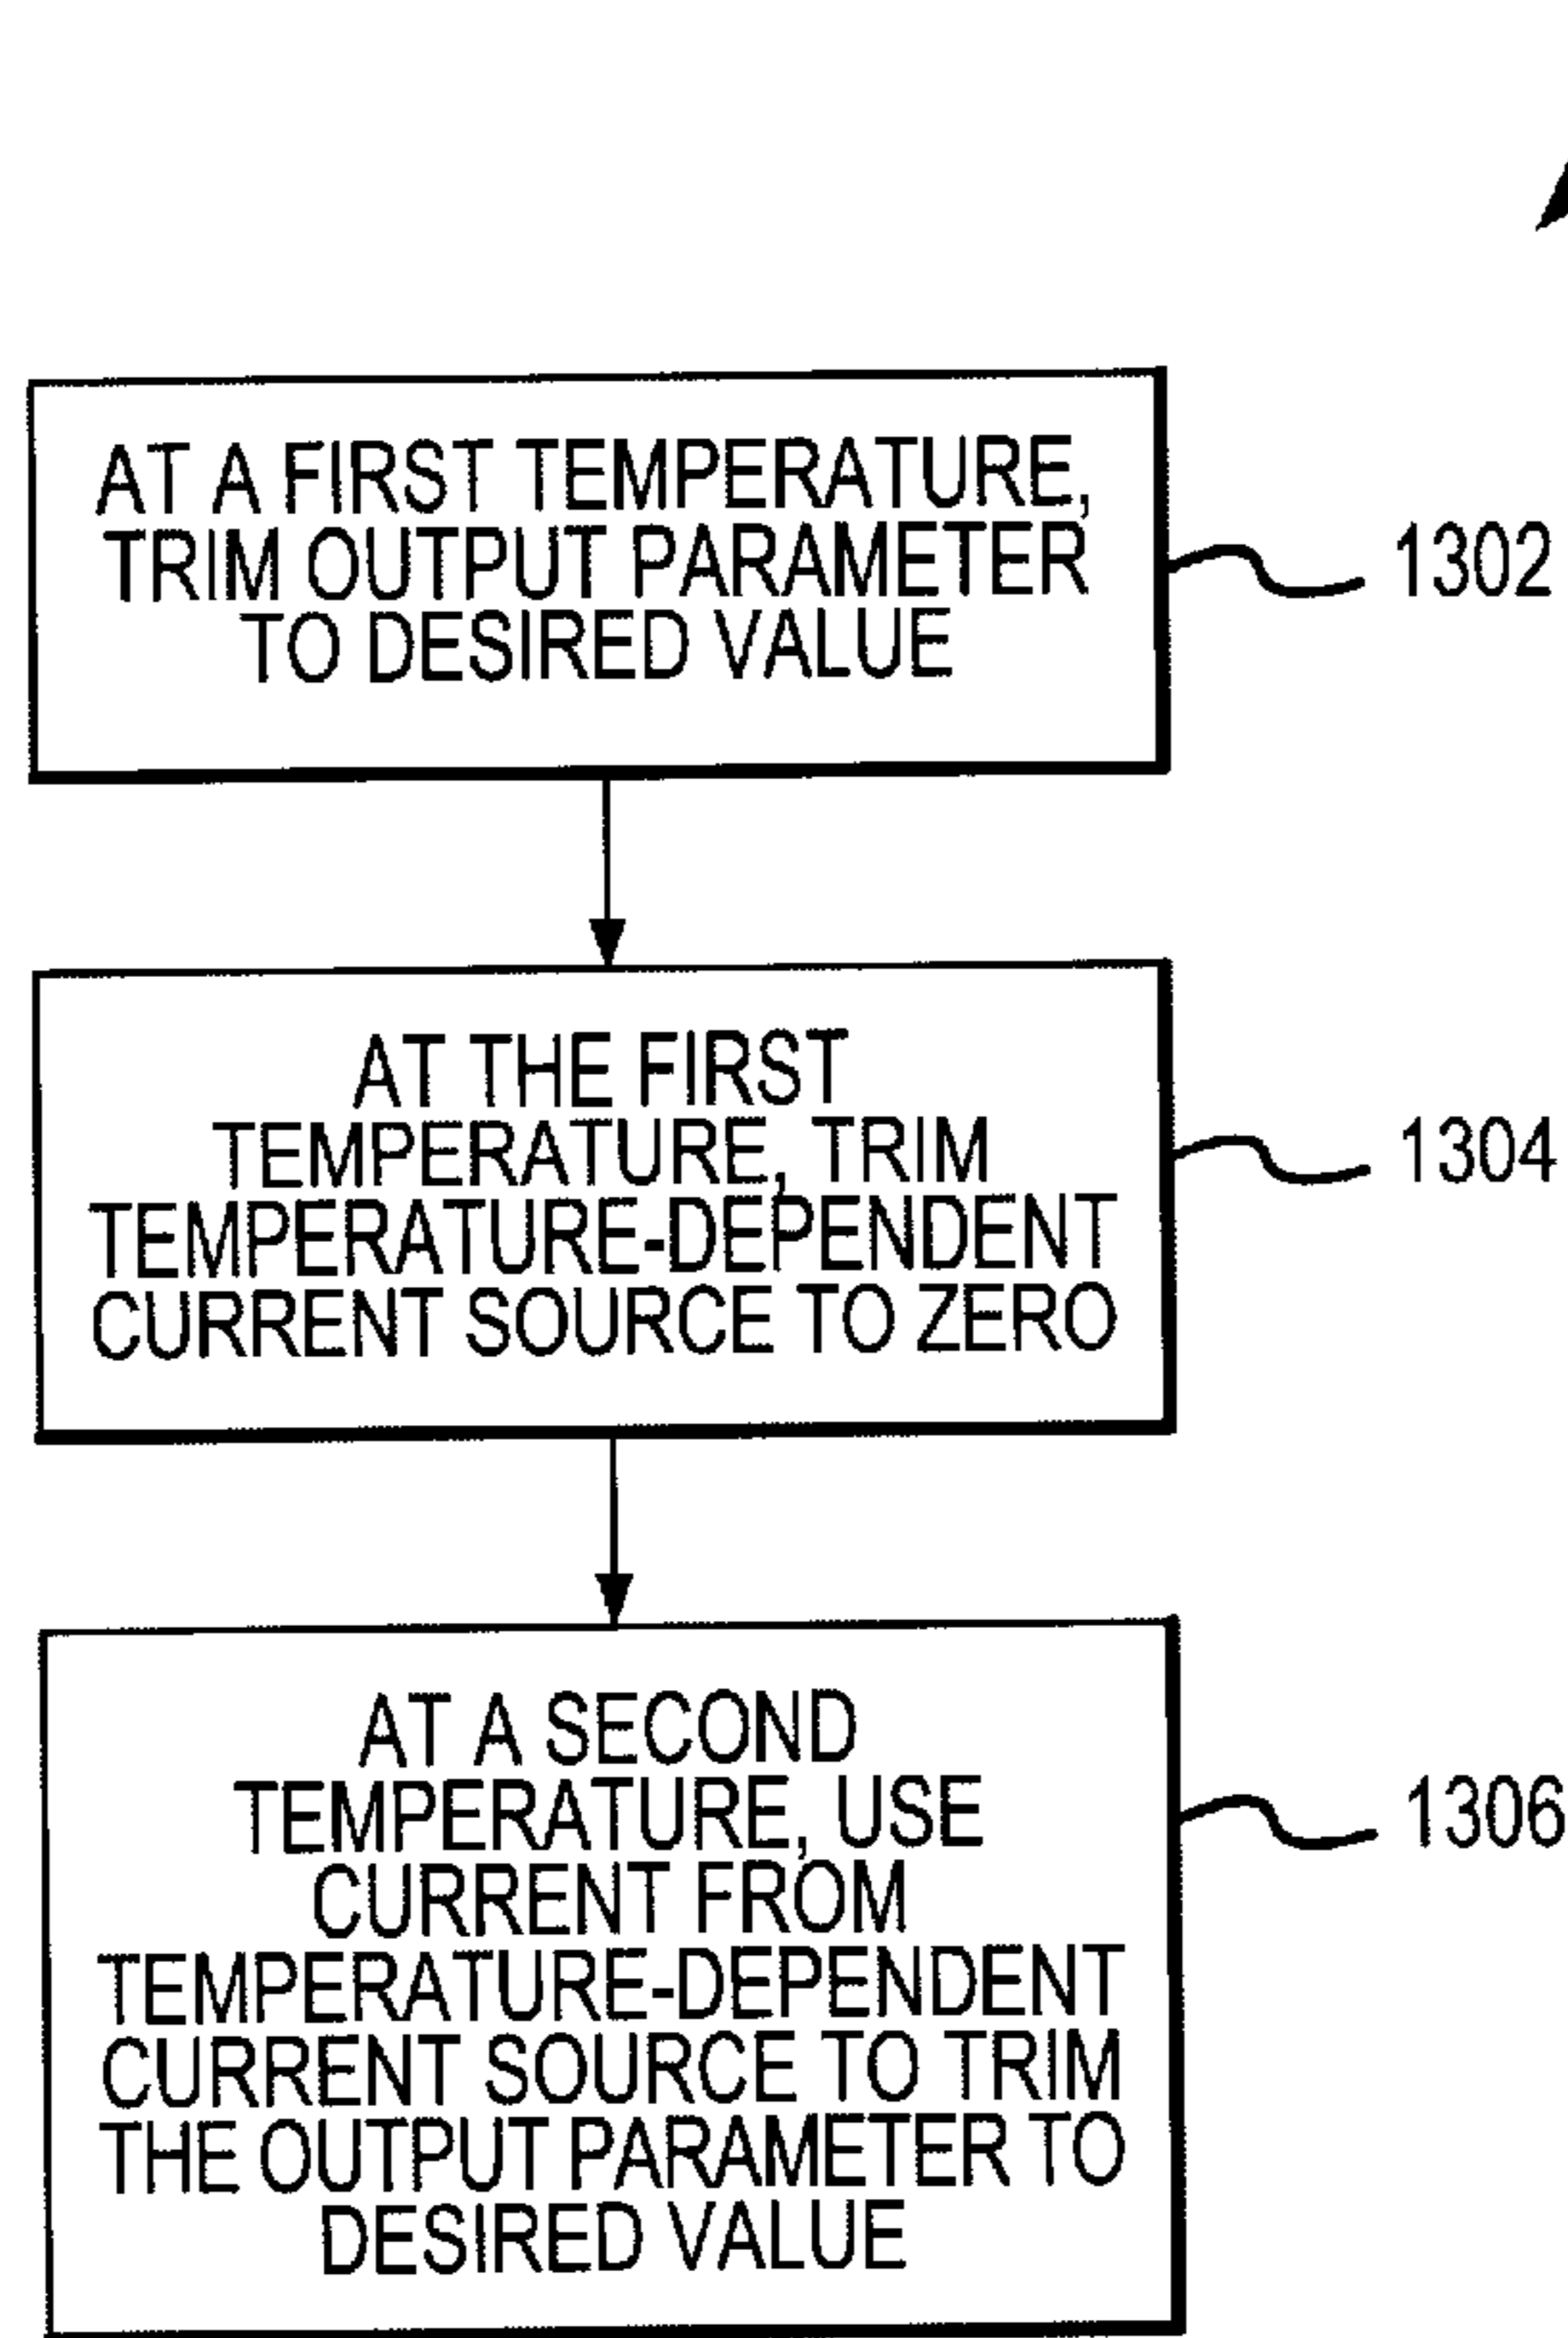 AT A FIRST TEMPERATURE,
TRIM OUTPUT PARAMETER
TO DESIRED VALUE
1302
AT THE FIRST
TEMPERATURE, TRIM
TEMPERATURE-DEPENDENT
CURRENT SOURCE TO ZERO
1304
AT A SECOND
TEMPERATURE, USE
CURRENT FROM
TEMPERATURE-DEPENDENT
CURRENT SOURCE TO TRIM
THE OUTPUT PARAMETER TO
DESIRED VALUE
1306